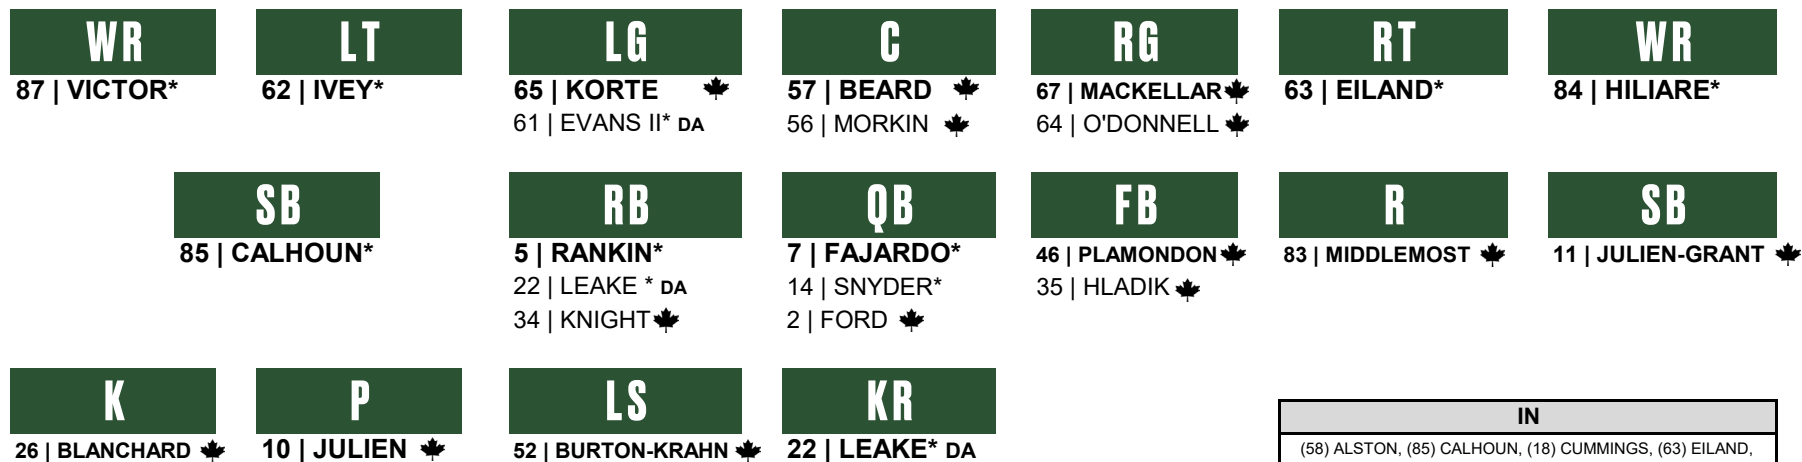 WR LT LG C RG RT WR
87 | VICTOR* 62 | IVEY* 65 | KORTE 57 | BEARD 67 | MACKELLAR 63 | EILAND* 84 | HILIARE*
61 | EVANS II* DA 56 | MORKIN 64 | O'DONNELL
SB RB QB FB R SB
85 | CALHOUN* 5 | RANKIN* 7 | FAJARDO* 46 | PLAMONDON 83 | MIDDLEMOST 11 | JULIEN-GRANT
22 | LEAKE * DA 14 | SNYDER* 35 | HLADIK
34 | KNIGHT 2 | FORD
K P LS KR
IN
26 | BLANCHARD 10 | JULIEN 52 | BURTON-KRAHN 22 | LEAKE* DA
(58) ALSTON, (85) CALHOUN, (18) CUMMINGS, (63) EILAND,